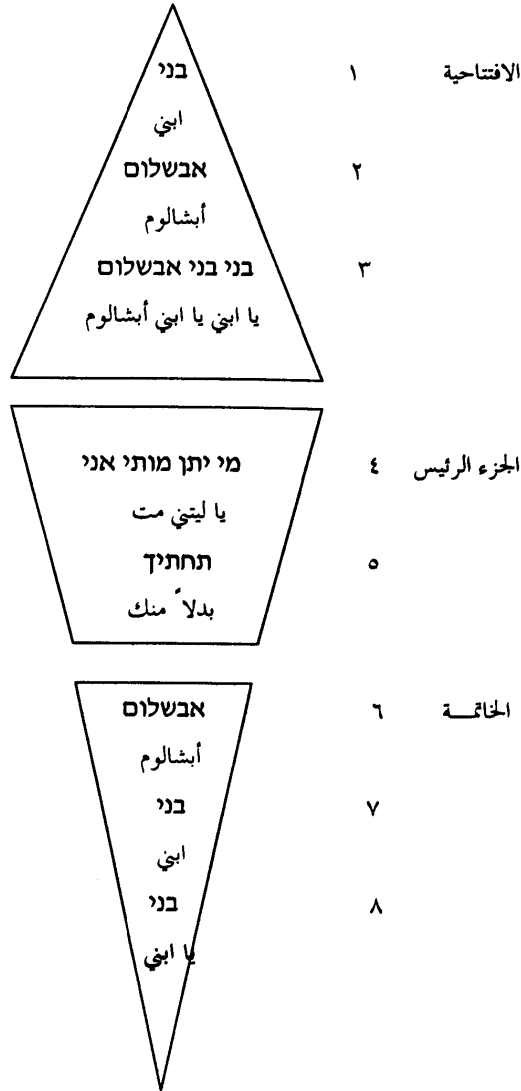 الافتتاحية ١ בני
ابني
٢ אבשלום
أبشالوم
٣ בני בני אבשלום
يا ابني يا ابني أبشالوم
الجزء الرئيس ٤ מי יתן מותי אני
يا ليتني مت
٥ תחתיך
بدلاً منك
الخاتمـــة ٦ אבשלום
أبشالوم
٧ בני
ابني
٨ בני
يا ابني